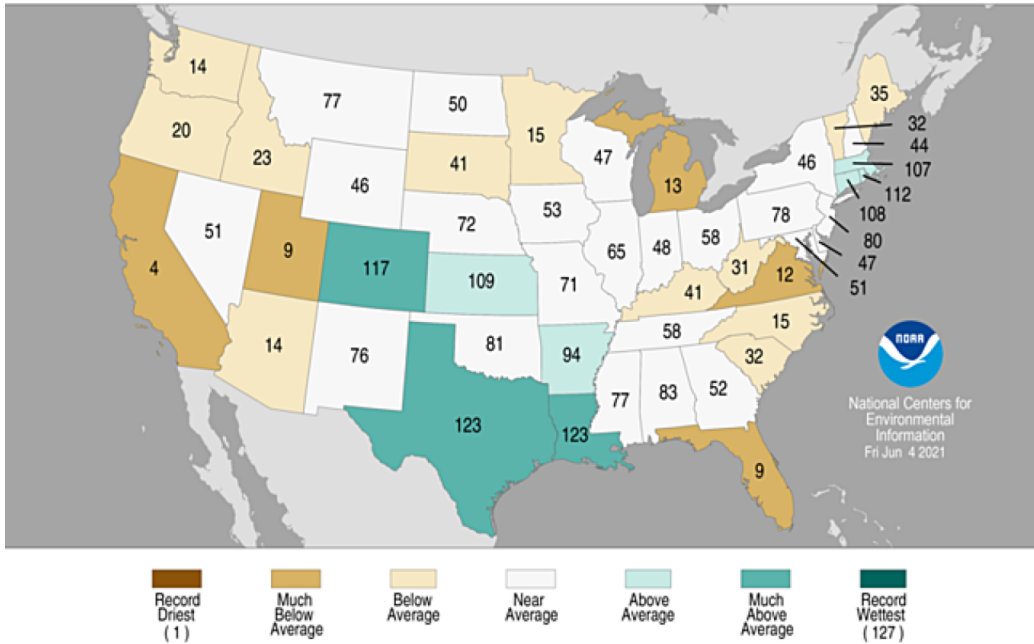 14
77
50
15
35
32
44
107
112
108
80
47
51
20
23
41
47
46
46
13
51
9
72
53
78
4
117
65
48
58
31
12
109
71
41
15
14
76
81
94
58
32
77
83
52
123
123
9
NOAA
National Centers for
Environmental
Information
Fri Jun 4 2021
Record
Driest
( 1 )
Much
Below
Average
Below
Average
Near
Average
Above
Average
Much
Above
Average
Record
Wettest
( 127 )